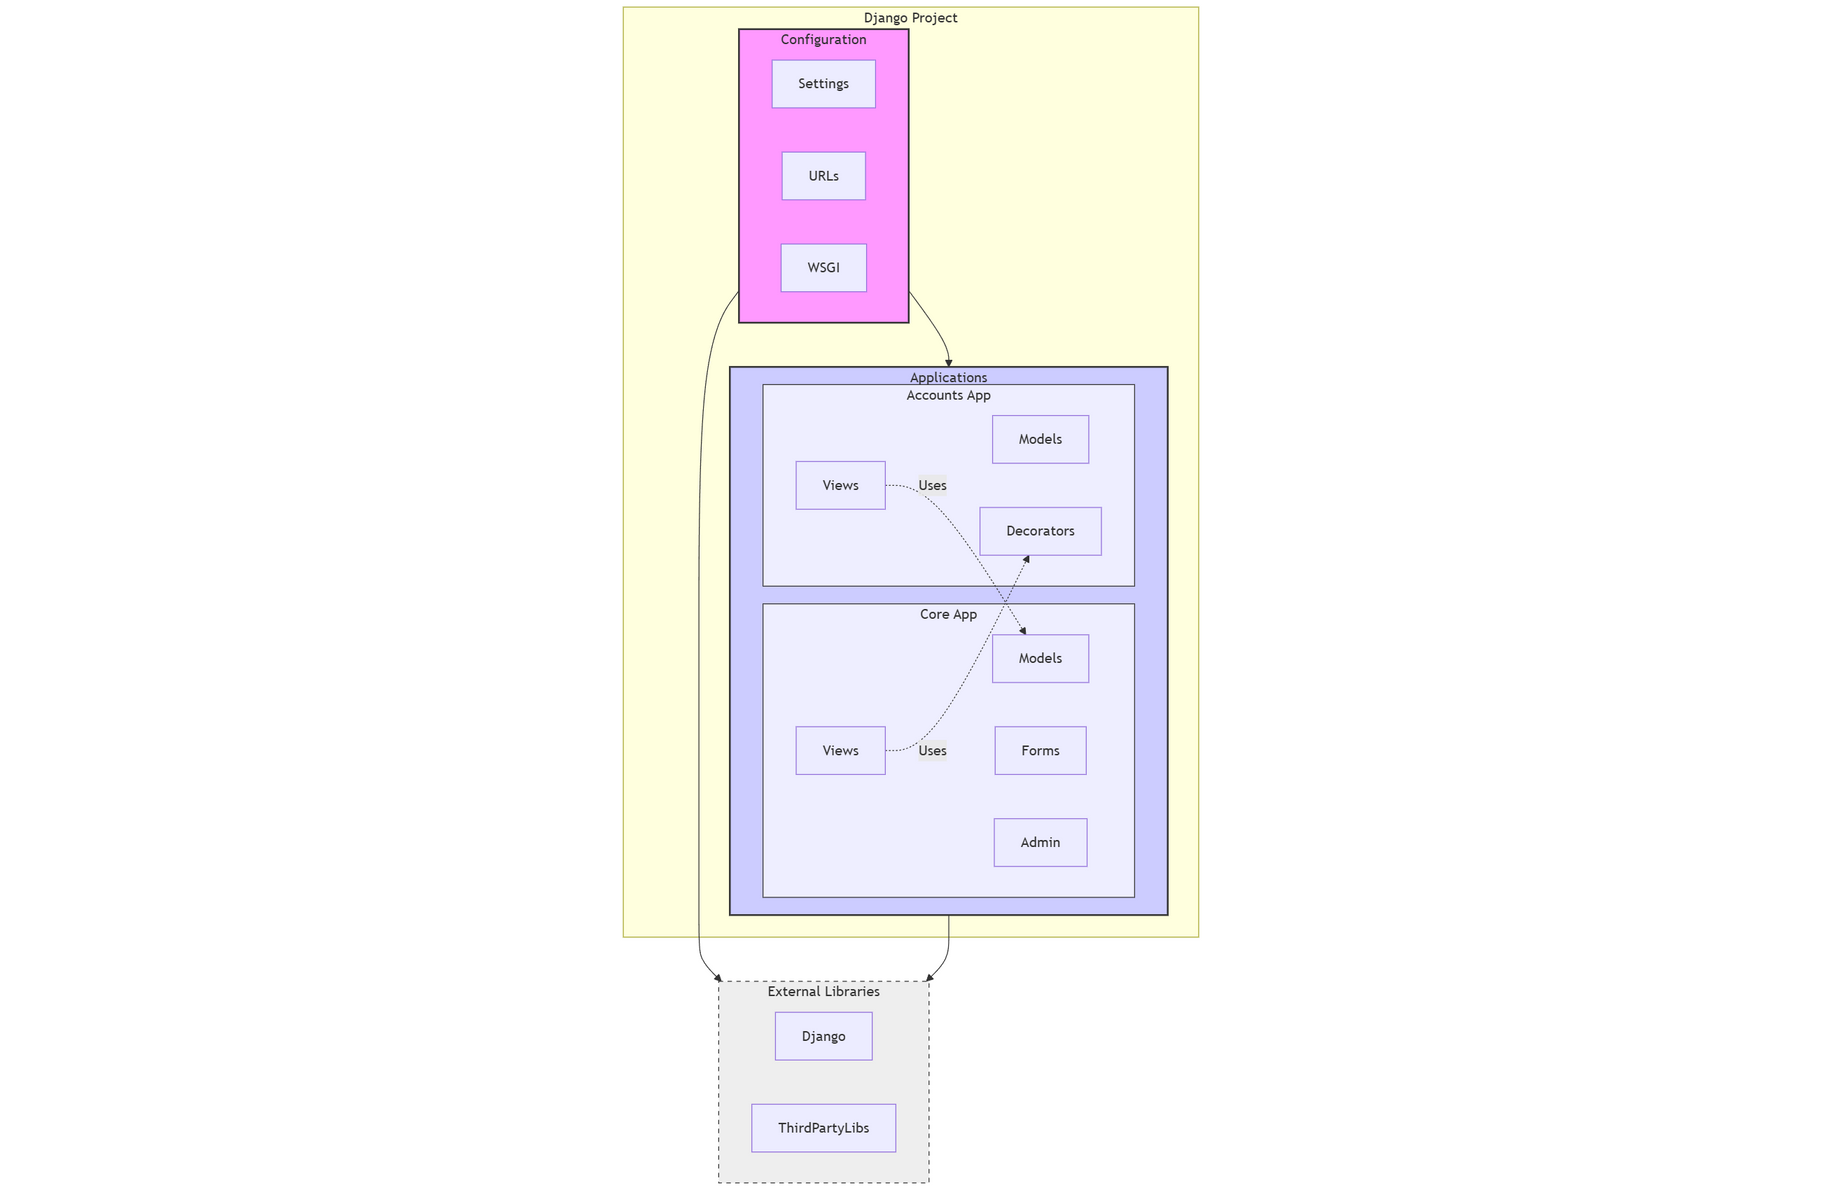 Django Project
Configuration
Settings
URLs
WSGI
Applications
Accounts App
Models
Views
Uses
Decorators
Core App
Models
Views
Uses
Forms
Admin
External Libraries
Django
ThirdPartyLibs